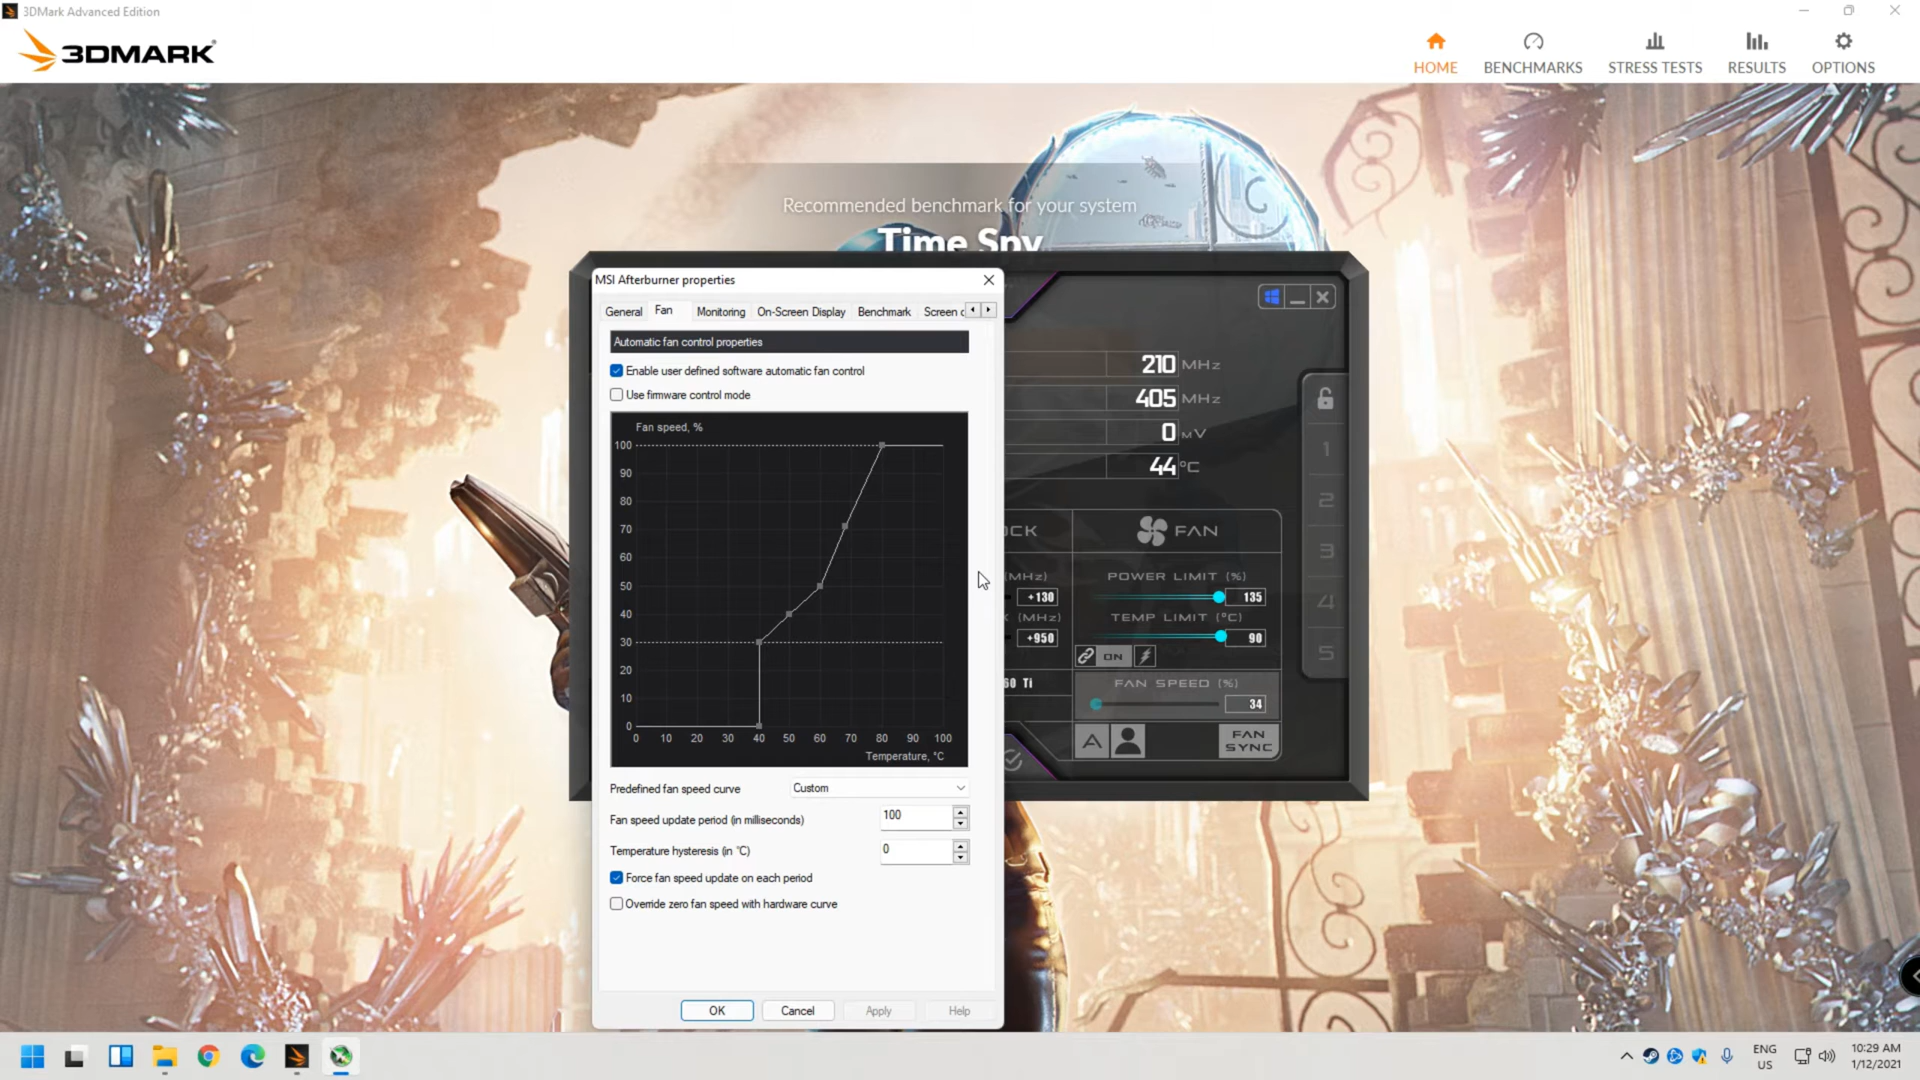 3DMark Advanced Edition
3DMARK
HOME
BENCHMARKS
STRESS TESTS
RESULTS
OPTIONS
Recommended benchmark for your system
Time Spy
MSI Afterburner properties
General
Fan
Monitoring
On-Screen Display
Benchmark
Screen c
Automatic fan control properties
Enable user defined software automatic fan control
Use firmware control mode
Fan speed, %
100
90
80
70
60
50
40
30
20
10
0
0 10 20 30 40 50 60 70 80 90 100
Temperature, °C
Predefined fan speed curve
Custom
Fan speed update period (in milliseconds)
100
Temperature hysteresis (in °C)
0
Force fan speed update on each period
Override zero fan speed with hardware curve
OK
Cancel
Apply
Help
210 MHz
405 MHz
0 mV
44 °C
OCK
FAN
(MHz)
+130
(MHz)
+950
60 Ti
POWER LIMIT (%)
135
TEMP LIMIT (°C)
90
ON
FAN SPEED (%)
34
A
FAN
SYNC
1
2
3
4
5
ENG
US
10:29 AM
1/12/2021